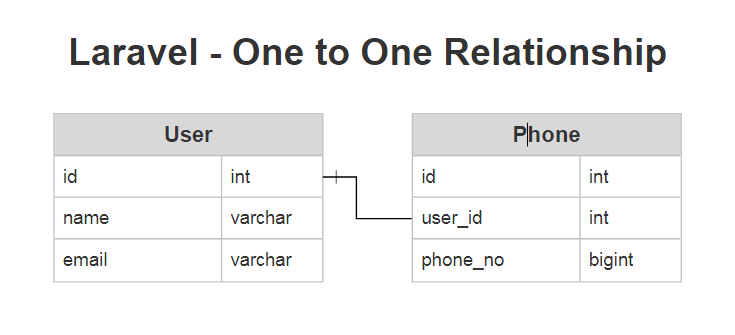 Laravel - One to One Relationship
User
id int
name varchar
email varchar
Phone
id int
user_id int
phone_no bigint